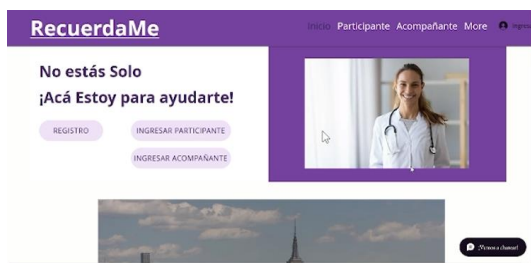 RecuerdaMe
Inicio Participante Acompañante More
No estás Solo
¡Acá Estoy para ayudarte!
REGISTRO
INGRESAR PARTICIPANTE
INGRESAR ACOMPAÑANTE